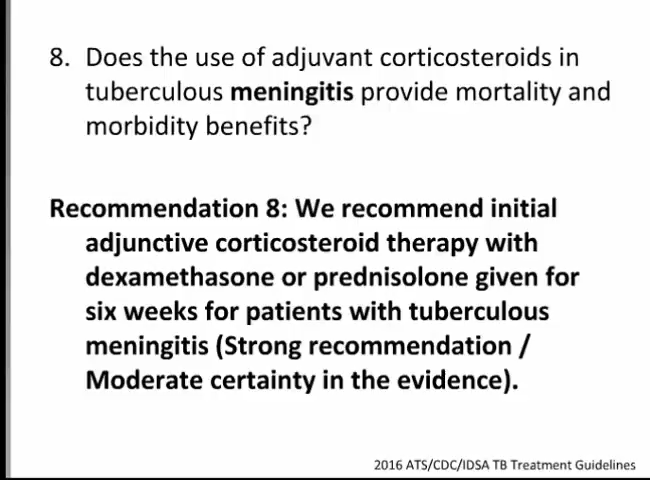 8. Does the use of adjuvant corticosteroids in
tuberculous meningitis provide mortality and
morbidity benefits?
Recommendation 8: We recommend initial
adjunctive corticosteroid therapy with
dexamethasone or prednisolone given for
six weeks for patients with tuberculous
meningitis (Strong recommendation /
Moderate certainty in the evidence).
2016 ATS/CDC/IDSA TB Treatment Guidelines